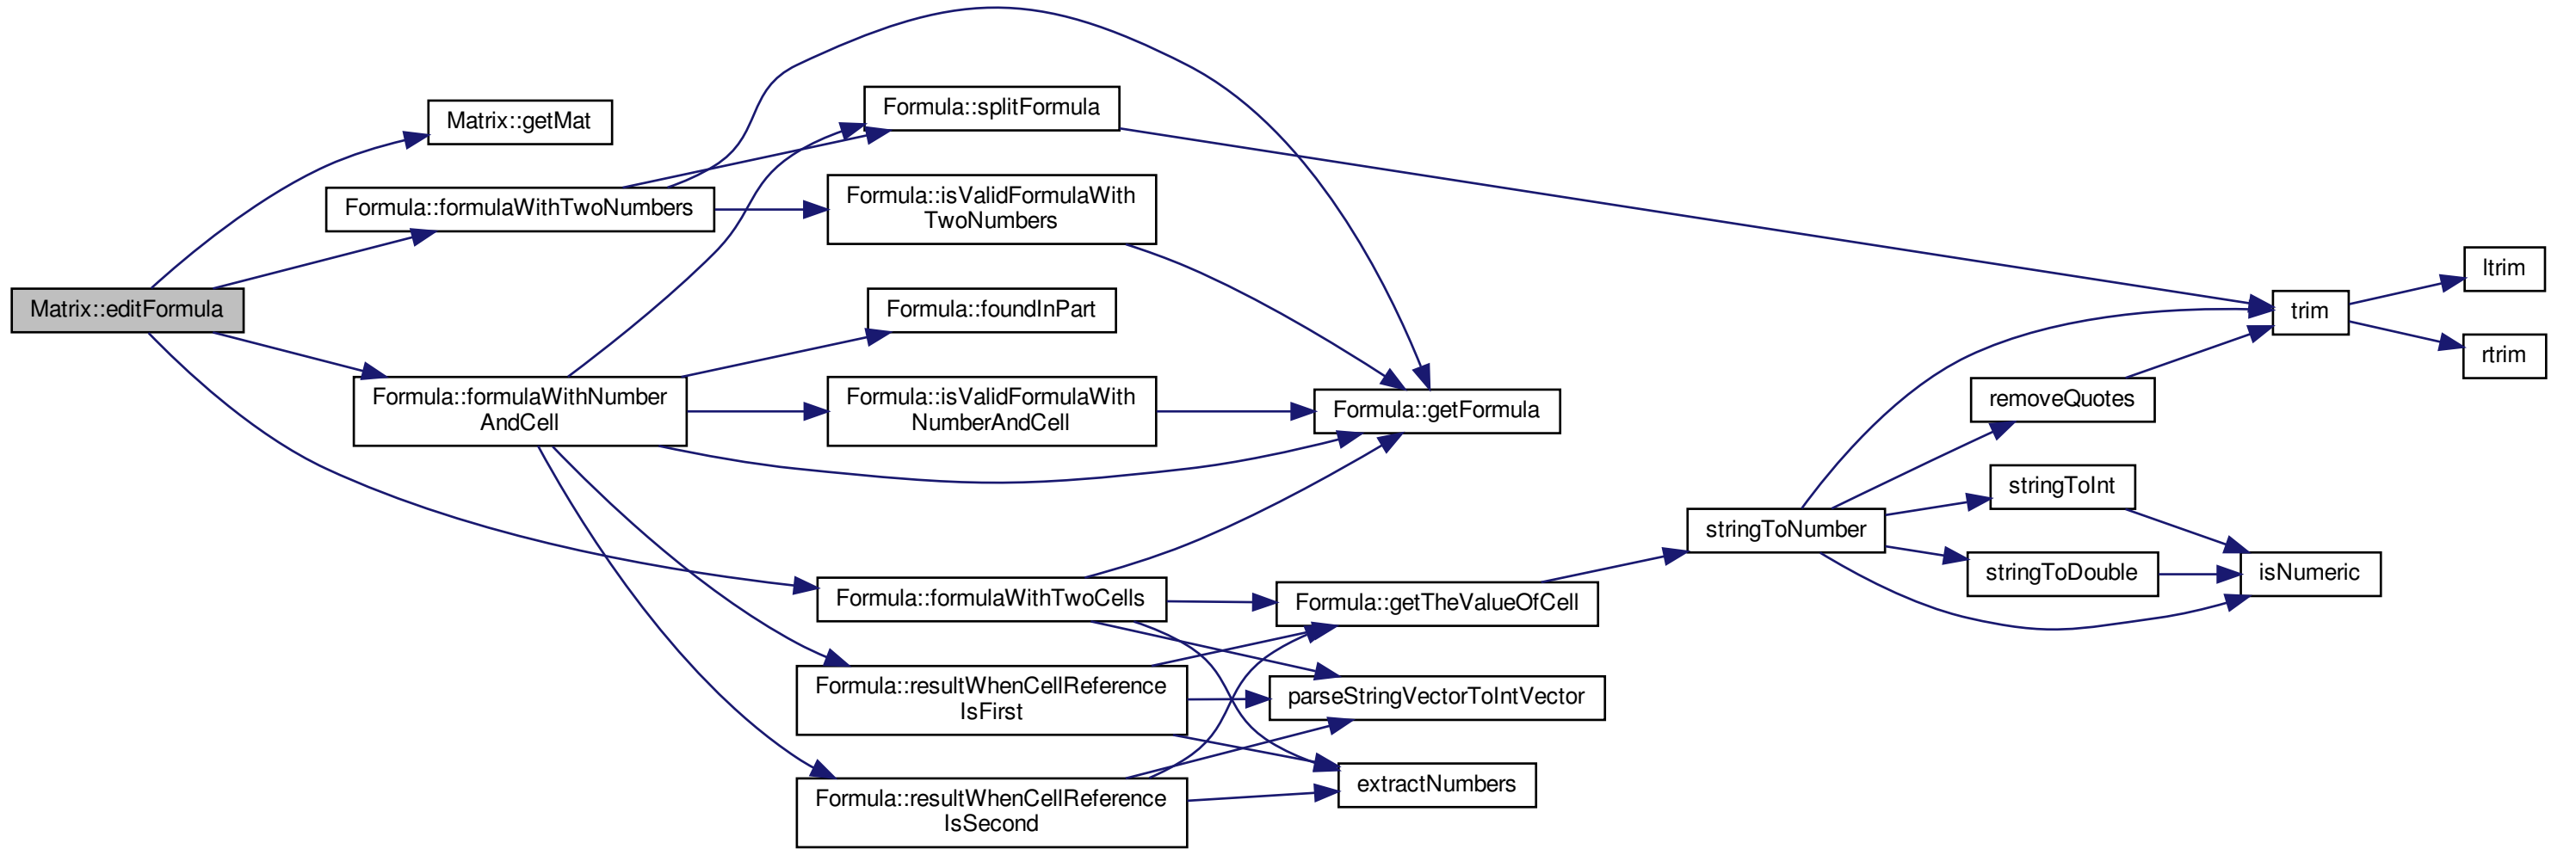 Matrix::editFormula
Matrix::getMat
Formula::formulaWithTwoNumbers
Formula::formulaWithNumber
AndCell
Formula::splitFormula
Formula::isValidFormulaWith
TwoNumbers
Formula::foundInPart
Formula::isValidFormulaWith
NumberAndCell
Formula::formulaWithTwoCells
Formula::resultWhenCellReference
IsFirst
Formula::resultWhenCellReference
IsSecond
Formula::getFormula
Formula::getTheValueOfCell
parseStringVectorToIntVector
extractNumbers
stringToNumber
removeQuotes
stringToInt
stringToDouble
trim
isNumeric
ltrim
rtrim